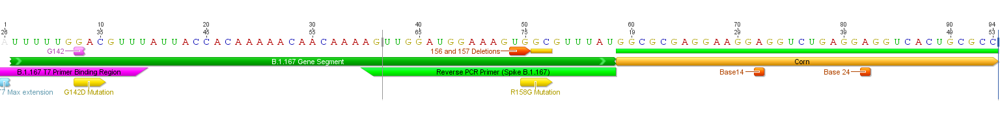 1 10 20 30 40 50 60 70 80 90 94
26 35 45 55 65 75 19 29 39 49 53
A U U U U U G G A C G U U U A U U A C C A C A A A A A C A A C A A A A G U U G G A U G G A A A G U G G C G U U U A U G G C G C G A G G A A G G A G G U C U G A G G A G G U C A C U G C G C C
G142 156 and 157 Deletions
B.1.167 Gene Segment Corn
B.1.167 T7 Primer Binding Region Reverse PCR Primer (Spike B.1.167) Base14 Base 24
T7 Max extension G142D Mutation R158G Mutation